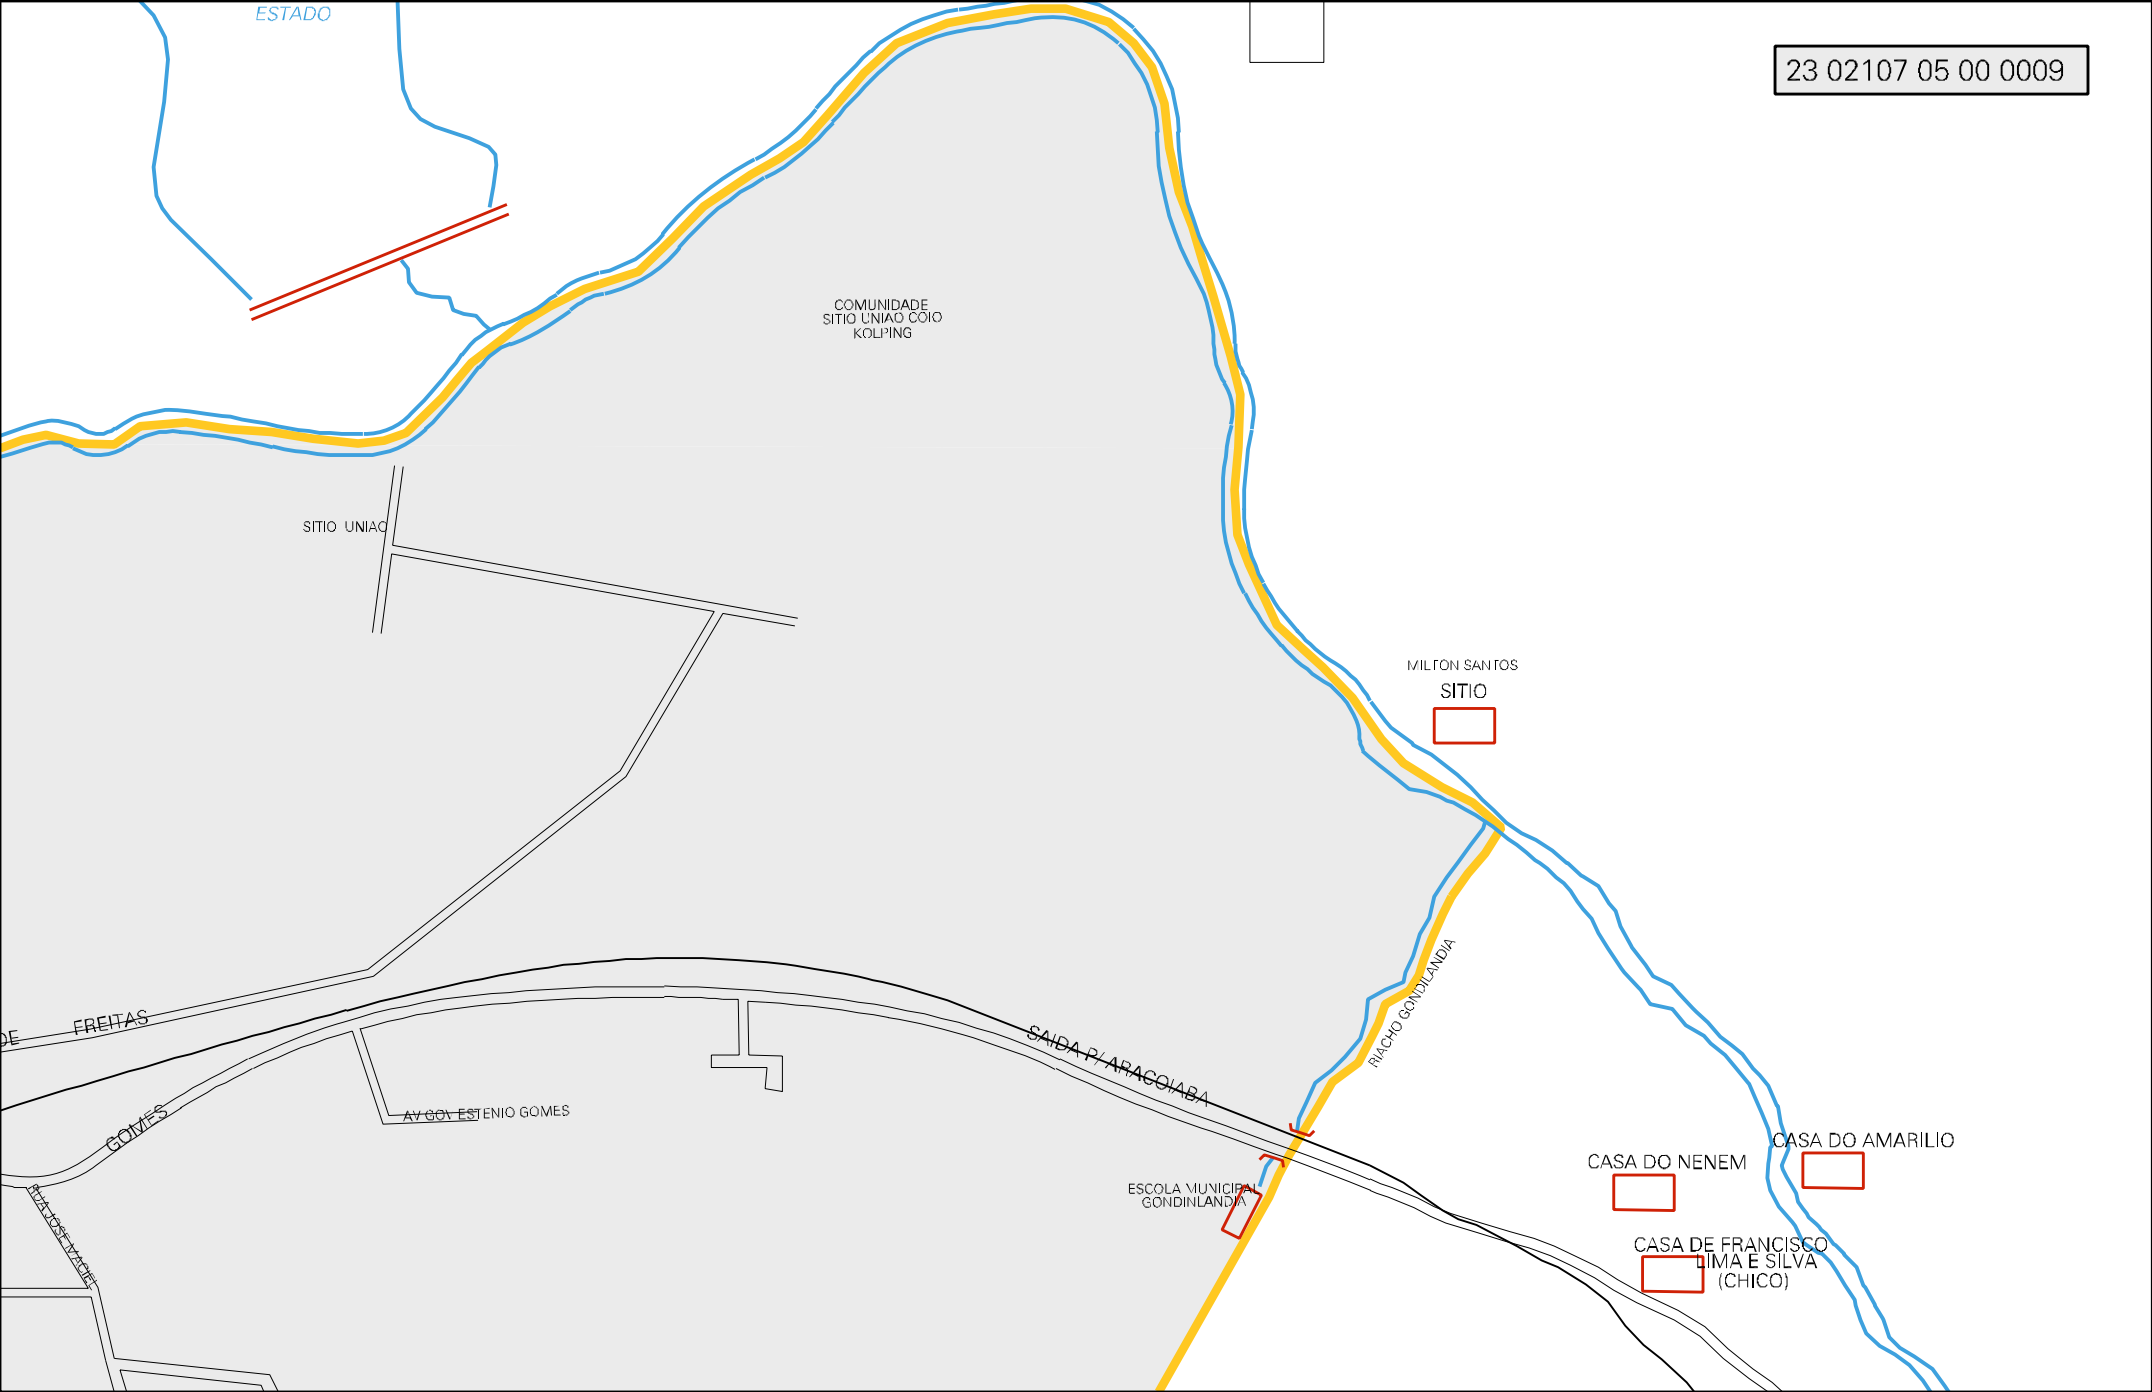 ESTADO
23 02107 05 00 0009
COMUNIDADE
SITIO UNIAO COIO
KOLPING
SITIO UNIAO
MILTON SANTOS
SITIO
RIACHO GONDILANDIA
DE FREITAS
SAIDA P/ ARACOIABA
GOMES
AV GOV ESTENIO GOMES
CASA DO AMARILIO
CASA DO NENEM
ESCOLA MUNICIPAL
GONDINLANDIA
RUA JOSE MACIEL
CASA DE FRANCISCO
LIMA E SILVA
(CHICO)